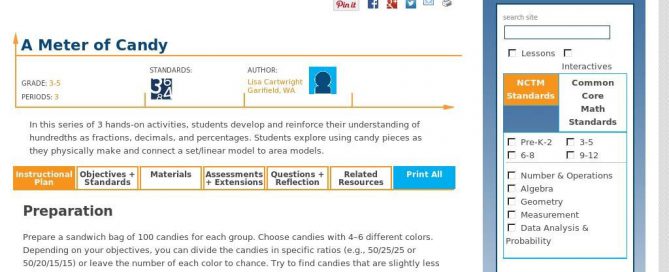 Pin it
search site
Lessons
Interactives
A Meter of Candy
NCTM Standards
Common Core Math Standards
GRADE: 3-5
PERIODS: 3
STANDARDS:
AUTHOR:
Lisa Cartwright
Garifield, WA
In this series of 3 hands-on activities, students develop and reinforce their understanding of
hundredths as fractions, decimals, and percentages. Students explore using candy pieces as
they physically make and connect a set/linear model to area models.
Pre-K-2
3-5
6-8
9-12
Instructional Plan
Objectives + Standards
Materials
Assessments + Extensions
Questions + Reflection
Related Resources
Print All
Number & Operations
Algebra
Geometry
Measurement
Data Analysis &
Probability
Preparation
Prepare a sandwich bag of 100 candies for each group. Choose candies with 4–6 different colors.
Depending on your objectives, you can divide the candies in specific ratios (e.g., 50/25/25 or
50/20/15/15) or leave the number of each color to chance. Try to find candies that are slightly less